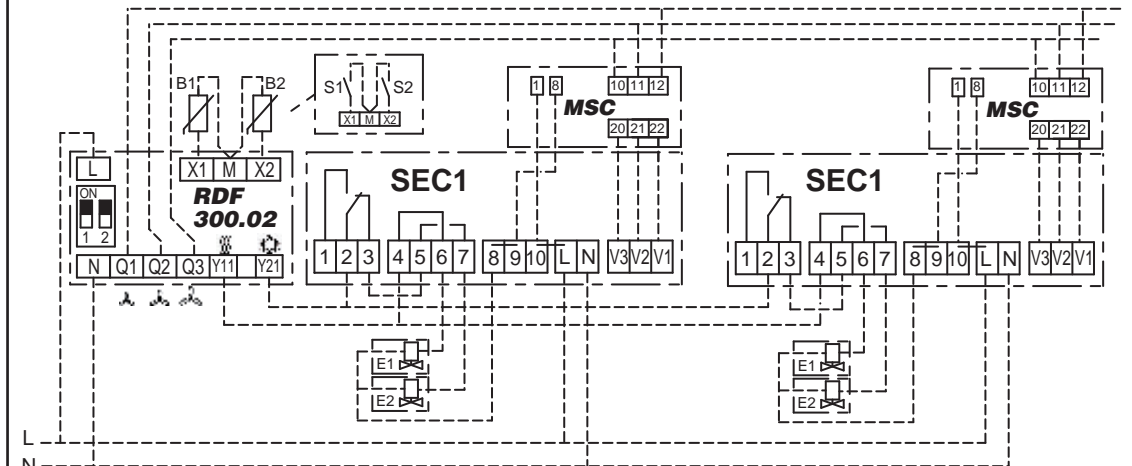 B1 B2
S1 S2
X1 M X2
1 8
MSC
10 11 12
20 21 22
1 8
MSC
10 11 12
20 21 22
L
X1 M X2
RDF
300.02
ON
1 2
N Q1 Q2 Q3 Y11 Y21
SEC1
1 2 3 4 5 6 7 8 9 10 L N V3 V2 V1
SEC1
1 2 3 4 5 6 7 8 9 10 L N V3 V2 V1
E1
E2
E1
E2
L
N